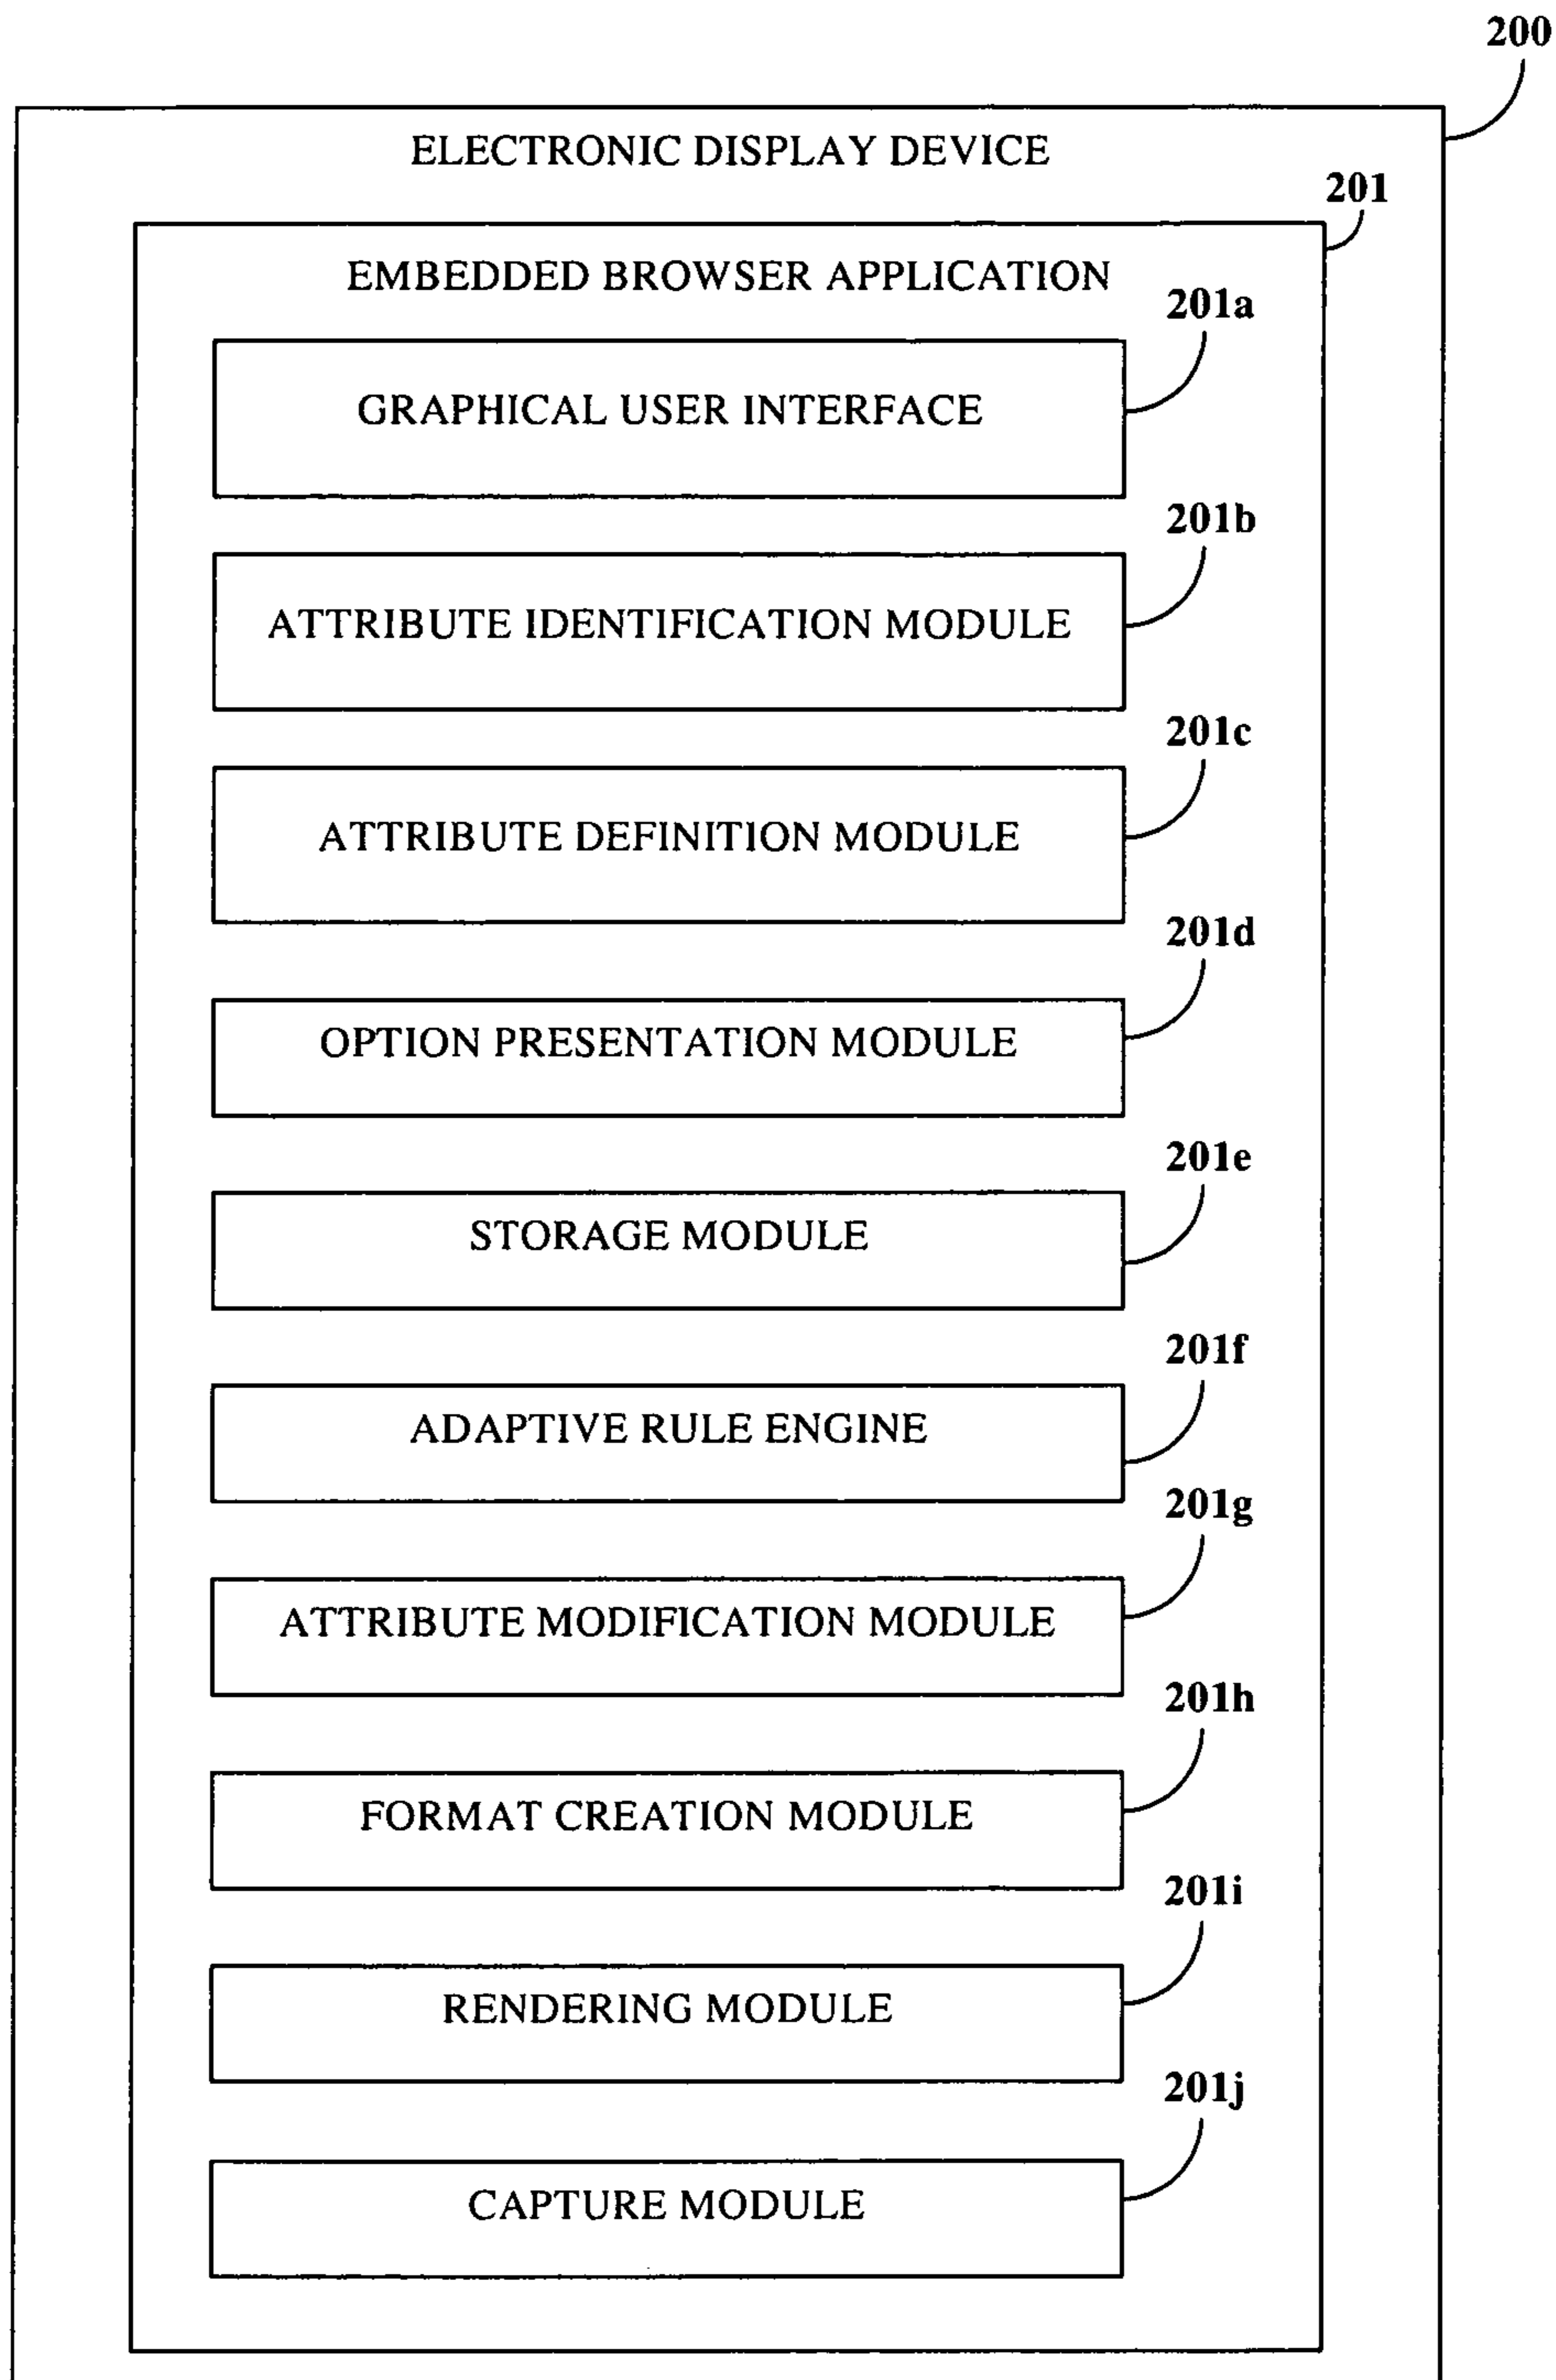 200
ELECTRONIC DISPLAY DEVICE
201
EMBEDDED BROWSER APPLICATION
201a
GRAPHICAL USER INTERFACE
201b
ATTRIBUTE IDENTIFICATION MODULE
201c
ATTRIBUTE DEFINITION MODULE
201d
OPTION PRESENTATION MODULE
201e
STORAGE MODULE
201f
ADAPTIVE RULE ENGINE
201g
ATTRIBUTE MODIFICATION MODULE
201h
FORMAT CREATION MODULE
201i
RENDERING MODULE
201j
CAPTURE MODULE